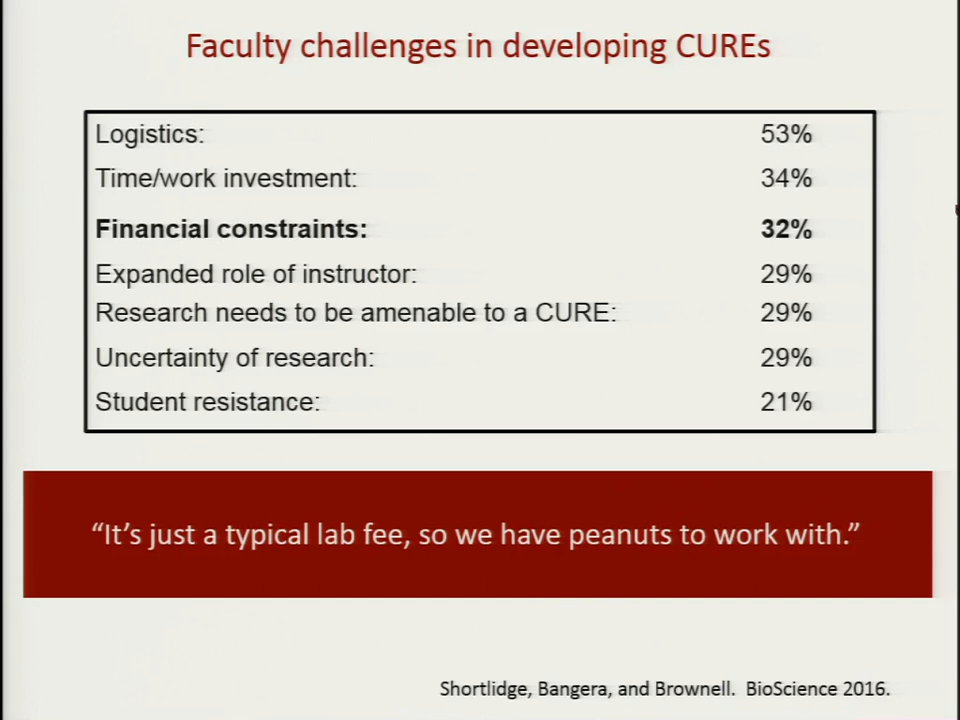 Faculty challenges in developing CUREs
Logistics: 53%
Time/work investment: 34%
Financial constraints: 32%
Expanded role of instructor: 29%
Research needs to be amenable to a CURE: 29%
Uncertainty of research: 29%
Student resistance: 21%
“It’s just a typical lab fee, so we have peanuts to work with.”
Shortlidge, Bangera, and Brownell. BioScience 2016.